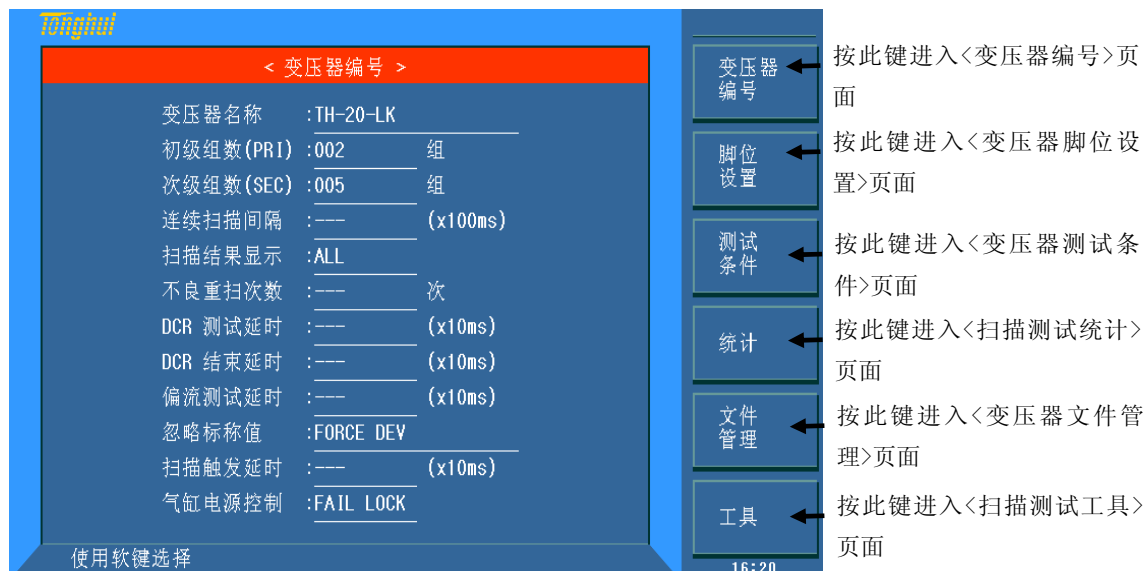 Tonghui
< 变压器编号 >
变压器名称 :TH-20-LK
初级组数(PRI) :002 组
次级组数(SEC) :005 组
连续扫描间隔 :--- (x100ms)
扫描结果显示 :ALL
不良重扫次数 :--- 次
DCR 测试延时 :--- (x10ms)
DCR 结束延时 :--- (x10ms)
偏流测试延时 :--- (x10ms)
忽略标称值 :FORCE DEV
扫描触发延时 :--- (x10ms)
气缸电源控制 :FAIL LOCK
使用软键选择
变压器
编号
脚位
设置
测试
条件
统计
文件
管理
工具
16:20
按此键进入<变压器编号>页
面
按此键进入<变压器脚位设
置>页面
按此键进入<变压器测试条
件>页面
按此键进入<扫描测试统计>
页面
按此键进入<变压器文件管
理>页面
按此键进入<扫描测试工具>
页面